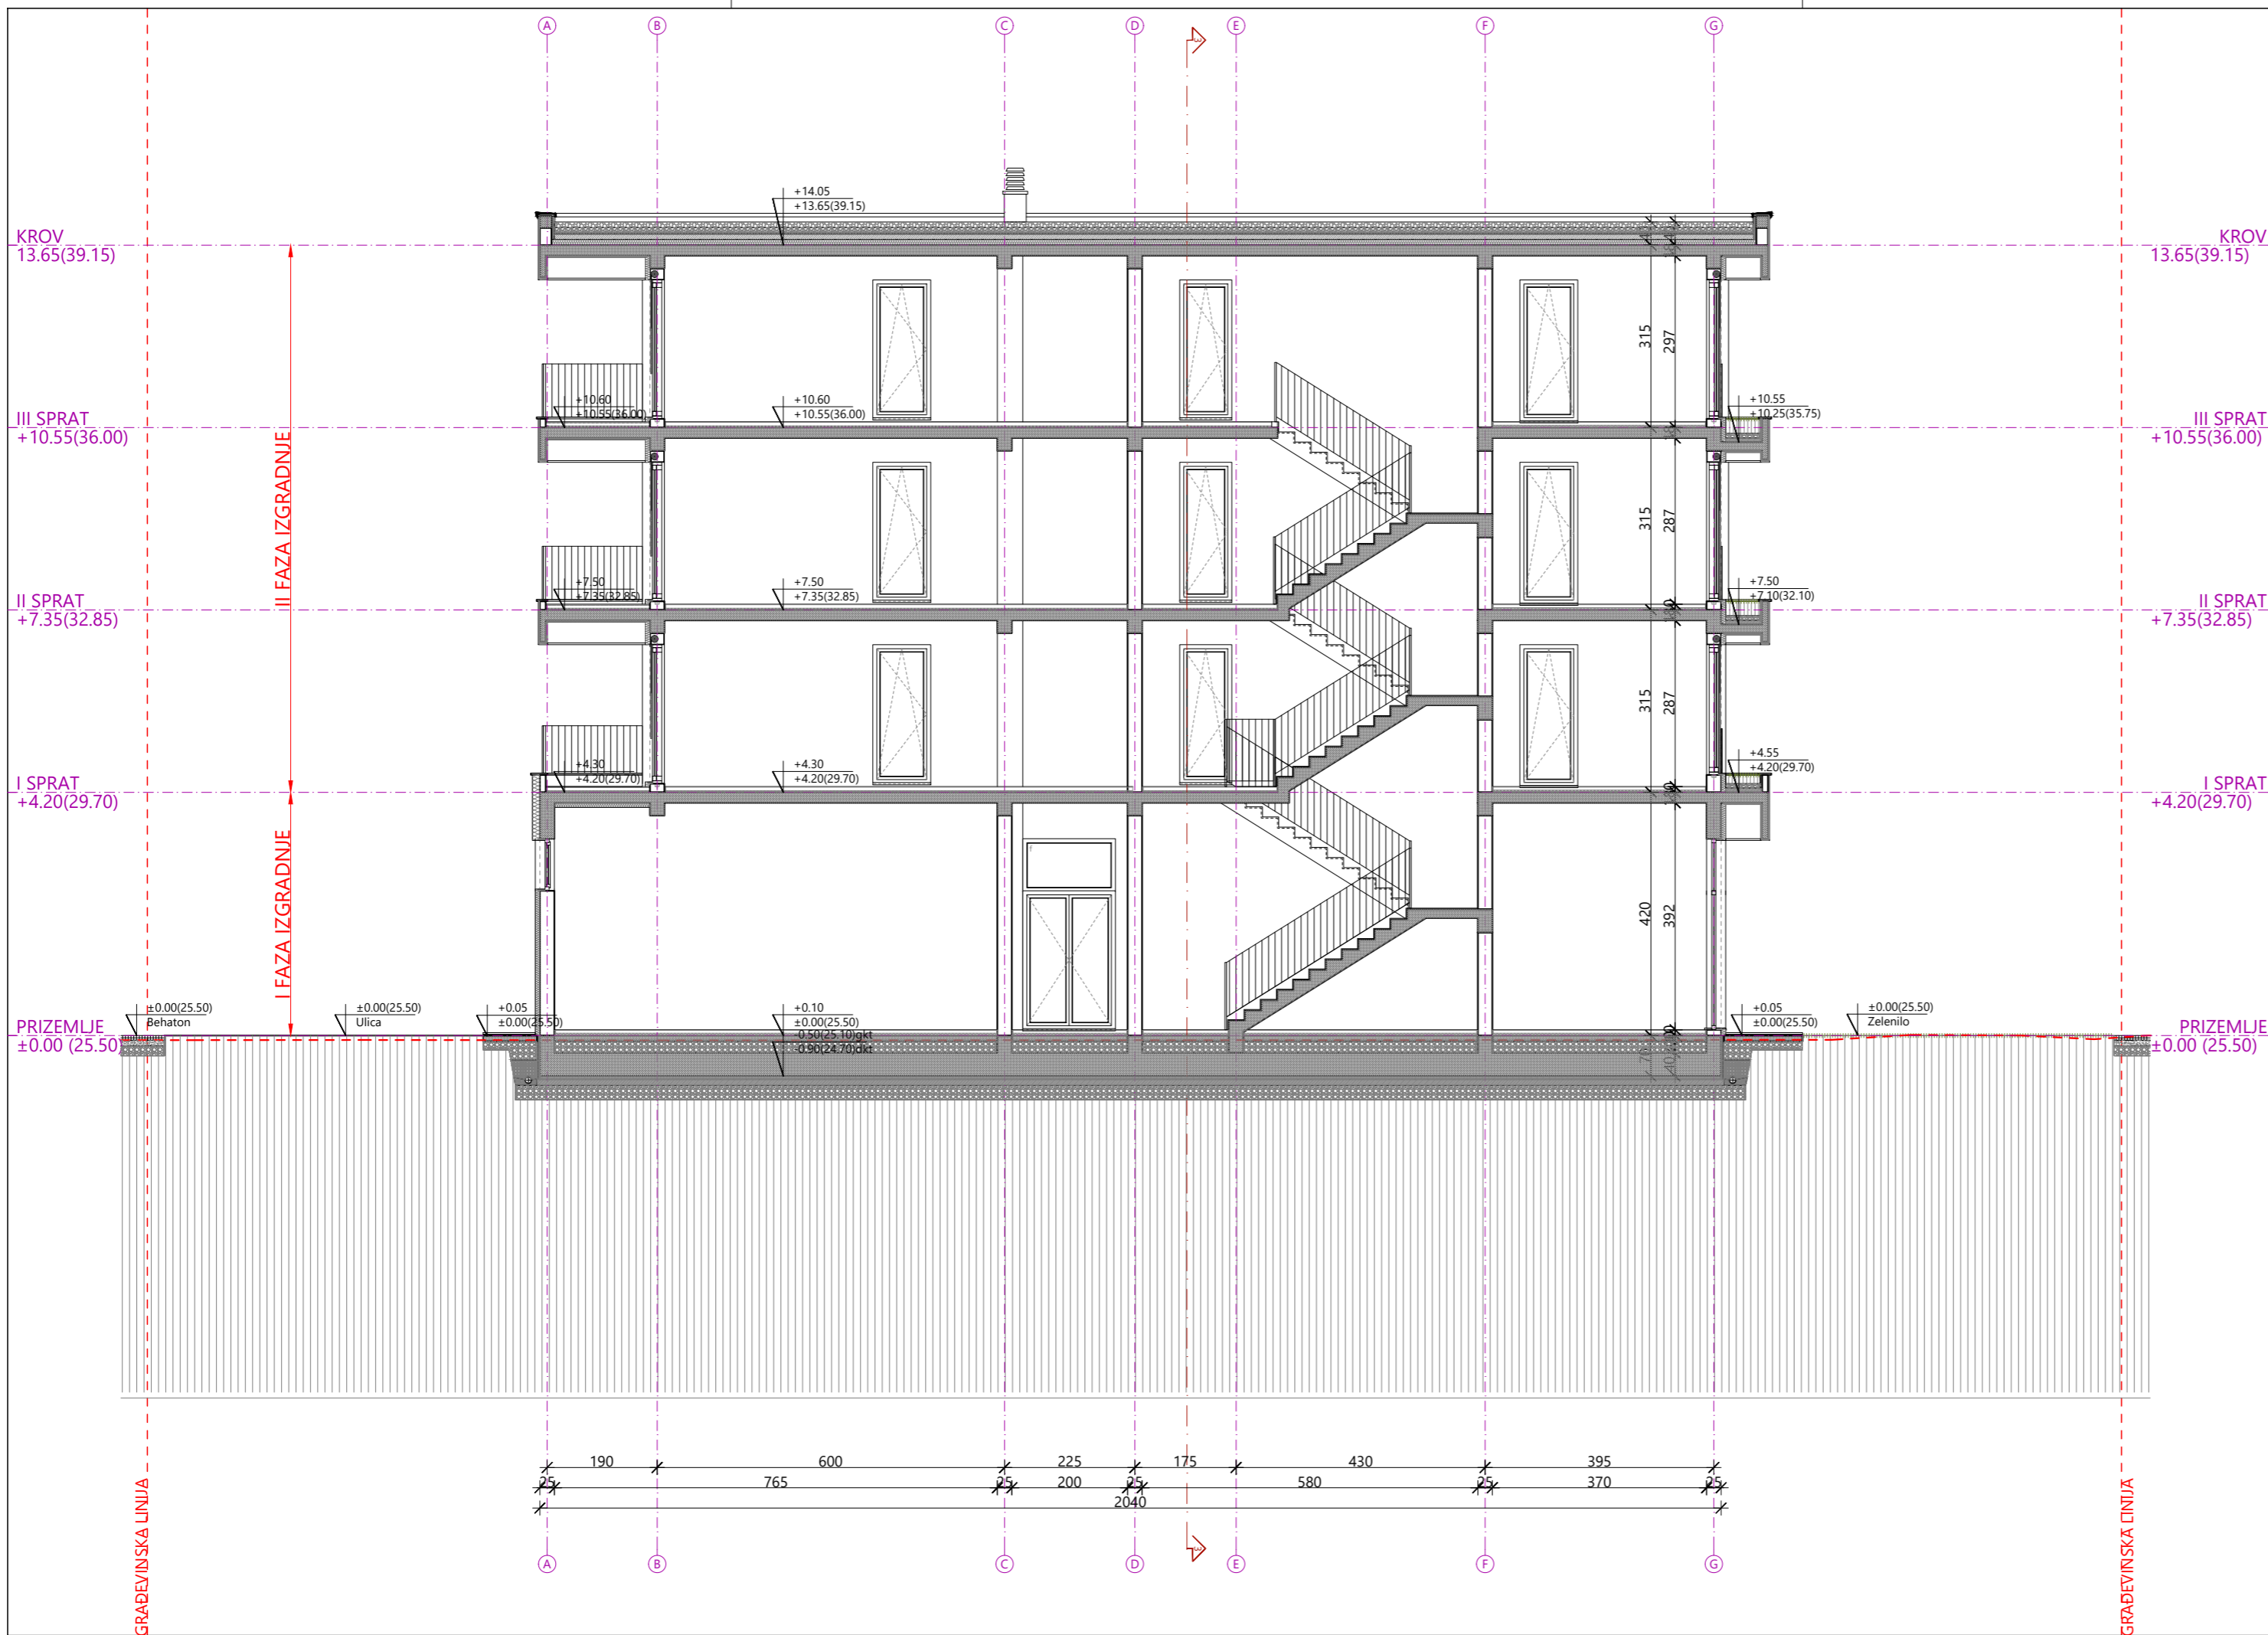 A B C D E F G
+14.05
+13.65(39.15)
KROV
13.65(39.15)
KROV
13.65(39.15)
315
297
+10.60
+10.55(36.00)
+10.60
+10.55(36.00)
+10.55
+10.25(35.75)
III SPRAT
+10.55(36.00)
III SPRAT
+10.55(36.00)
II FAZA IZGRADNJE
315
287
+7.50
+7.35(32.85)
+7.50
+7.35(32.85)
+7.50
+7.10(32.10)
II SPRAT
+7.35(32.85)
II SPRAT
+7.35(32.85)
315
287
+4.30
+4.20(29.70)
+4.30
+4.20(29.70)
+4.55
+4.20(29.70)
I SPRAT
+4.20(29.70)
I SPRAT
+4.20(29.70)
I FAZA IZGRADNJE
420
392
±0.00(25.50)
Behaton
±0.00(25.50)
Ulica
+0.05
±0.00(25.50)
+0.10
±0.00(25.50)
-0.50(25.10)gkt
-0.90(24.70)dkt
+0.05
±0.00(25.50)
±0.00(25.50)
Zelenilo
PRIZEMLJE
±0.00 (25.50)
PRIZEMLJE
±0.00 (25.50)
70
40
190 600 225 175 430 395
25 765 25 200 25 580 25 370 25
2040
GRAĐEVINSKA LINIJA
GRAĐEVINSKA LINIJA
A B C D E F G